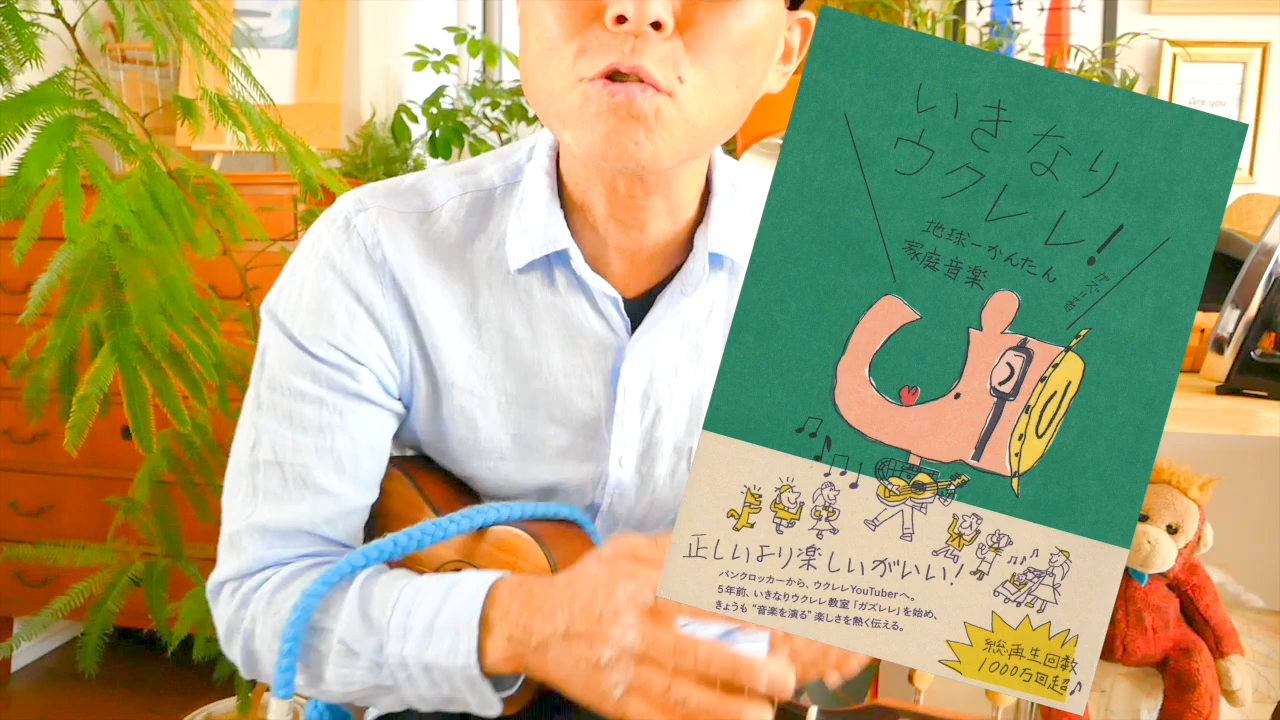 いきなり
ウクレレ!
地球一かんたん
家庭音楽
ガズ 著
正しいより楽しいがいい!
パンクロッカーから、ウクレレYouTuberへ。
5年前、いきなりウクレレ教室「ガズレレ」を始め、
きょうも“音楽を演る”楽しさを熱く伝える。
総再生回数
1000万回超
Are you